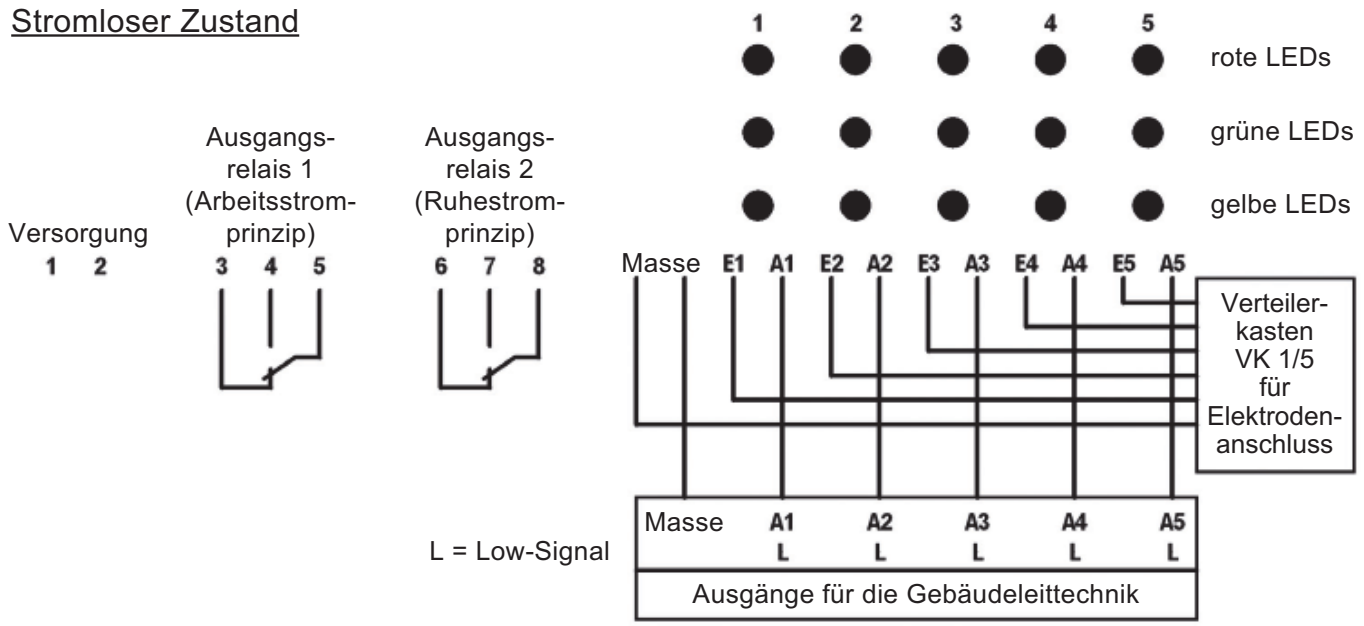 Stromloser Zustand
1 2 3 4 5
rote LEDs
grüne LEDs
gelbe LEDs
Versorgung
1 2
Ausgangs-
relais 1
(Arbeitsstrom-
prinzip)
3 4 5
Ausgangs-
relais 2
(Ruhestrom-
prinzip)
6 7 8
Masse E1 A1 E2 A2 E3 A3 E4 A4 E5 A5
Verteiler-
kasten
VK 1/5
für
Elektroden-
anschluss
Masse A1 A2 A3 A4 A5
L = Low-Signal L L L L L
Ausgänge für die Gebäudeleittechnik